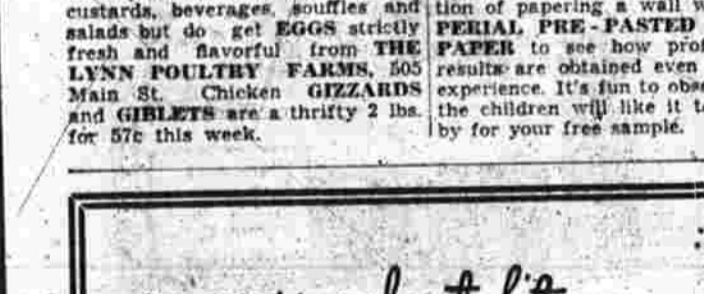 custards, beverages, souffles and
salads but do get EGGS strictly
fresh and flavorful from THE
LYNN POULTRY FARMS, 505
Main St. Chicken GIZZARDS
and GIBLETS are a thrifty 2 lbs.
for 57c this week.
tion of papering a wall
PERIAL PRE-PASTED
PAPER to see how
results are obtained even
experience. It's fun to
the children will like it
by for your free sample.